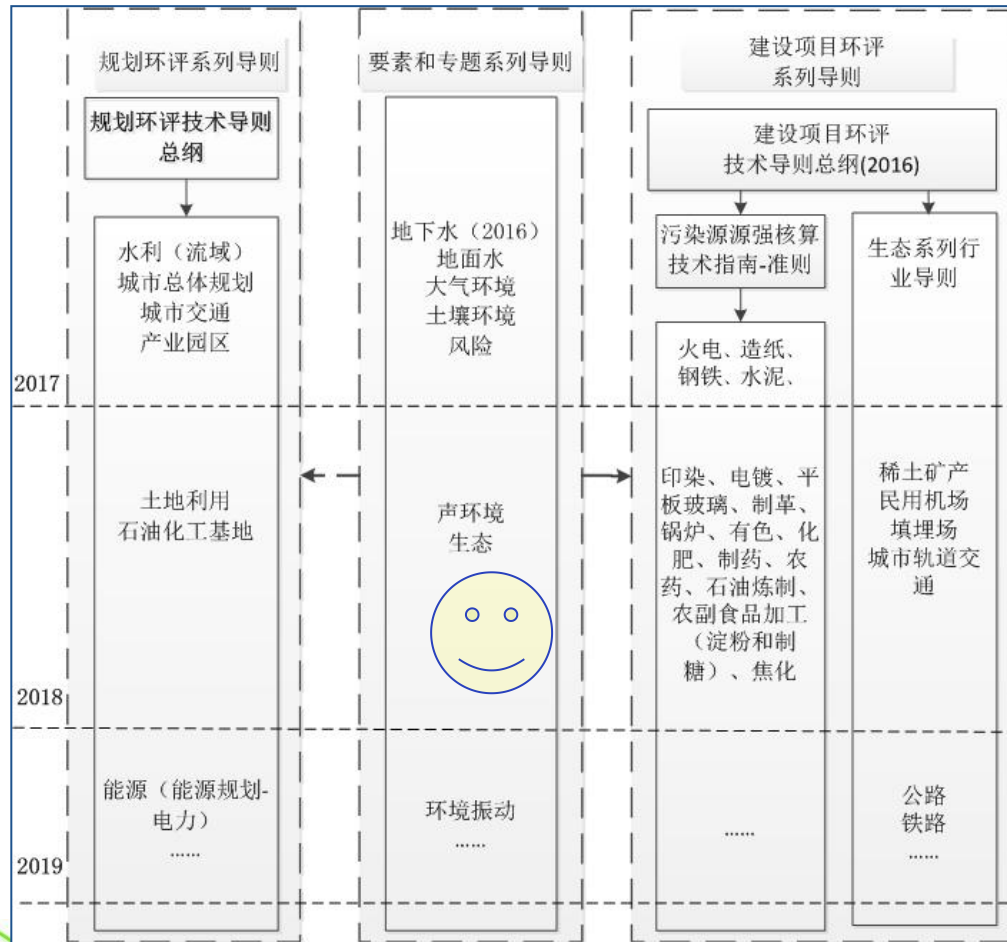 规划环评系列导则
规划环评技术导则
总纲
水利（流域）
城市总体规划
城市交通
产业园区
土地利用
石油化工基地
能源（能源规划-
电力）
……
要素和专题系列导则
地下水（2016）
地面水
大气环境
土壤环境
风险
声环境
生态
环境振动
……
建设项目环评
系列导则
建设项目环评
技术导则总纲(2016)
污染源源强核算
技术指南-准则
火电、造纸、
钢铁、水泥、
印染、电镀、平
板玻璃、制革、
锅炉、有色、化
肥、制药、农
药、石油炼制、
农副食品加工
（淀粉和制
糖）、焦化
……
生态系列行
业导则
稀土矿产
民用机场
填埋场
城市轨道交
通
公路
铁路
……
2017
2018
2019